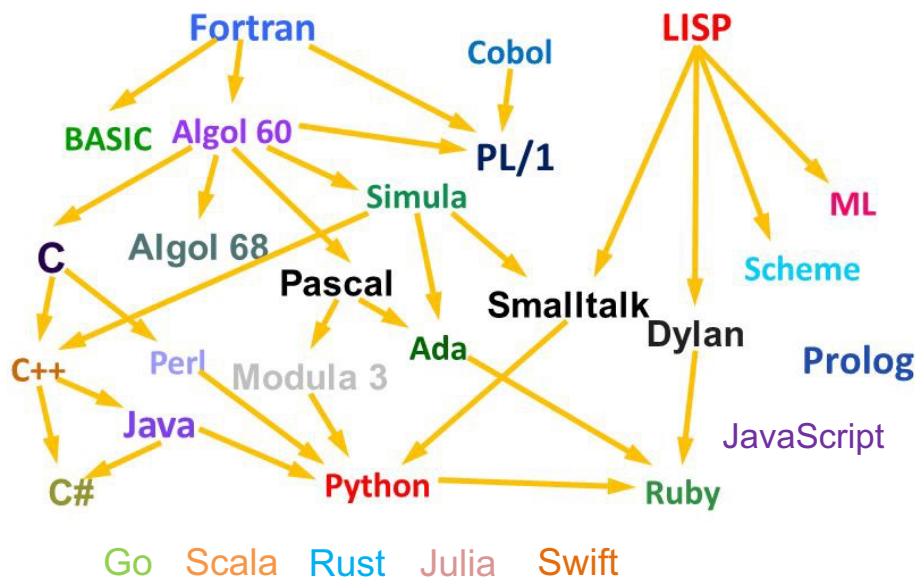 Fortran
LISP
Cobol
BASIC
Algol 60
PL/1
Simula
ML
C
Algol 68
Pascal
Scheme
Smalltalk
Dylan
Ada
C++
Perl
Modula 3
Prolog
Java
JavaScript
C#
Python
Ruby
Go Scala Rust Julia Swift